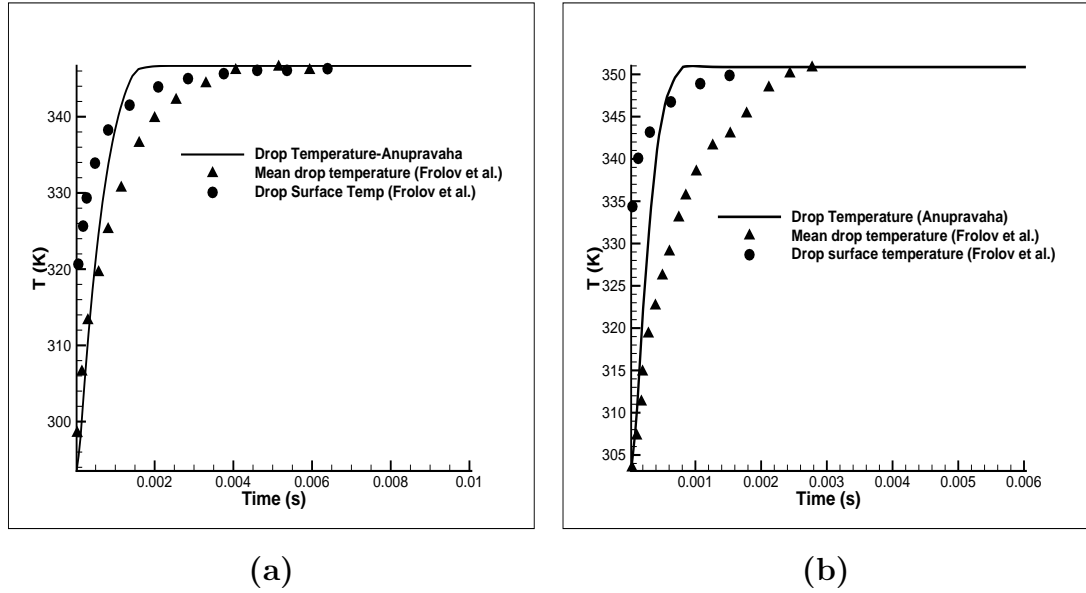 T (K)
340
330
320
300
Drop Temperature-Anupravaha
Mean drop temperature (Frolov et al.)
Drop Surface Temp (Frolov et al.)
0.002 0.004 0.006 0.008 0.01
Time (s)
(a)
T (K)
350
345
340
335
330
325
320
315
310
305
Drop Temperature (Anupravaha)
Mean drop temperature (Frolov et al.)
Drop surface temperature (Frolov et al.)
0.001 0.002 0.003 0.004 0.005 0.006
Time (s)
(b)